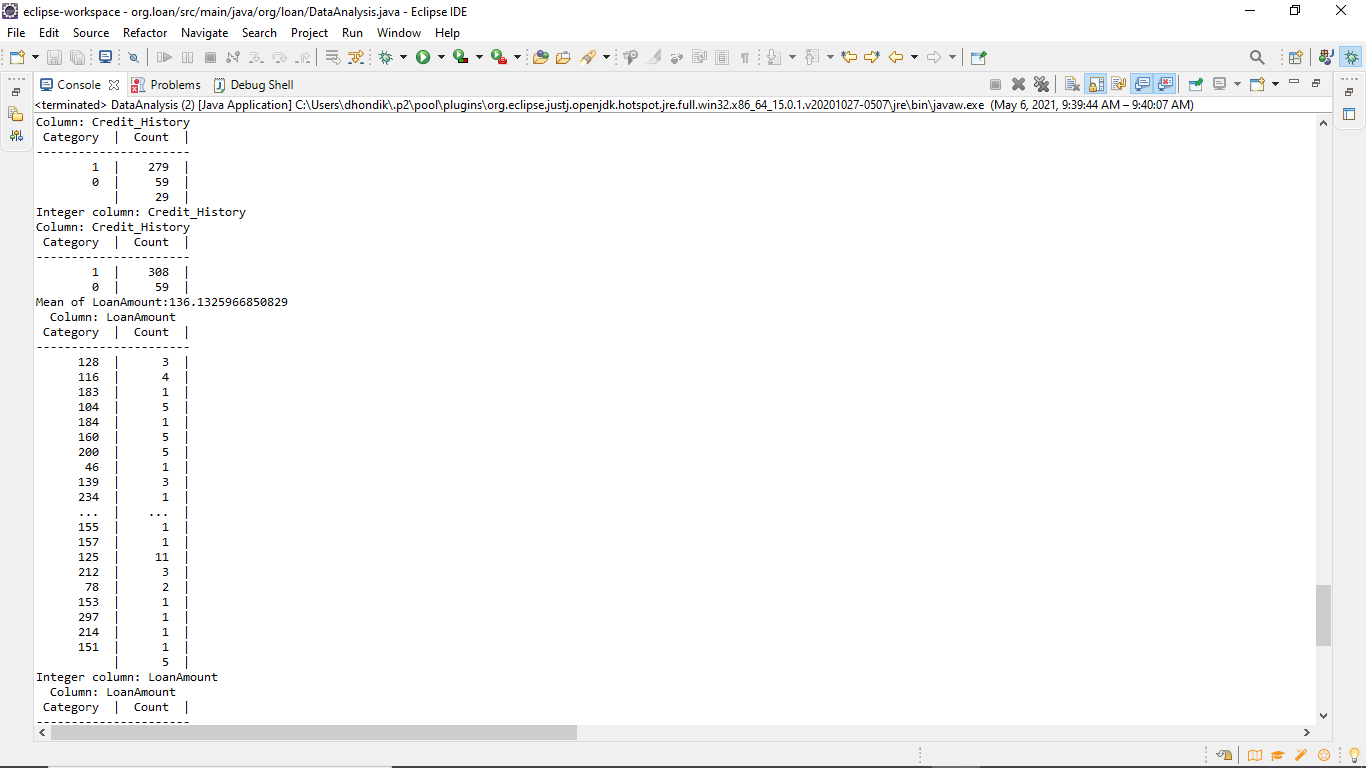 eclipse-workspace - org.loan/src/main/java/org/loan/DataAnalysis.java - Eclipse IDE
File Edit Source Refactor Navigate Search Project Run Window Help
Console Problems Debug Shell
<terminated> DataAnalysis (2) [Java Application] C:\Users\dhondik\.p2\pool\plugins\org.eclipse.justj.openjdk.hotspot.jre.full.win32.x86_64_15.0.1.v20201027-0507\jre\bin\javaw.exe (May 6, 2021, 9:39:44 AM – 9:40:07 AM)
Column: Credit_History
Category | Count |
----------------------
1 | 279 |
0 | 59 |
| 29 |
Integer column: Credit_History
Column: Credit_History
Category | Count |
----------------------
1 | 308 |
0 | 59 |
Mean of LoanAmount:136.1325966850829
Column: LoanAmount
Category | Count |
----------------------
128 | 3 |
116 | 4 |
183 | 1 |
104 | 5 |
184 | 1 |
160 | 5 |
200 | 5 |
46 | 1 |
139 | 3 |
234 | 1 |
... | ... |
155 | 1 |
157 | 1 |
125 | 11 |
212 | 3 |
78 | 2 |
153 | 1 |
297 | 1 |
214 | 1 |
151 | 1 |
| 5 |
Integer column: LoanAmount
Column: LoanAmount
Category | Count |
----------------------